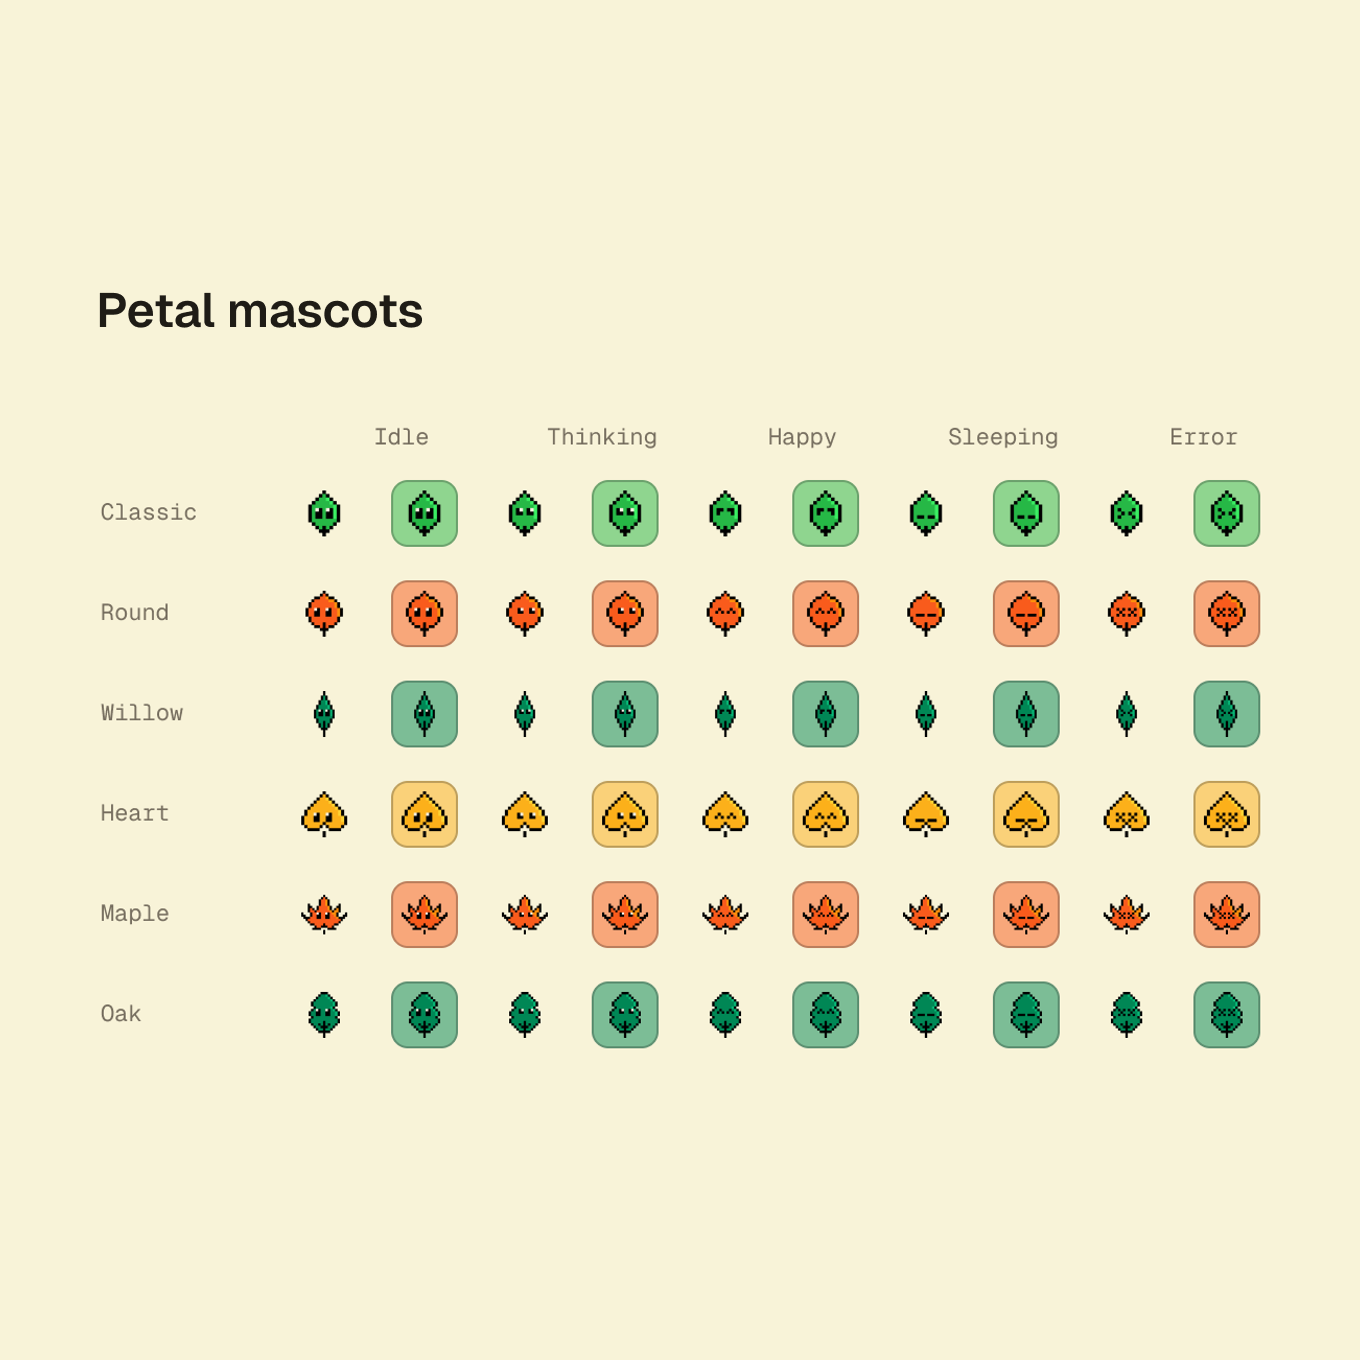 Petal mascots
Idle Thinking Happy Sleeping Error
Classic
Round
Willow
Heart
Maple
Oak